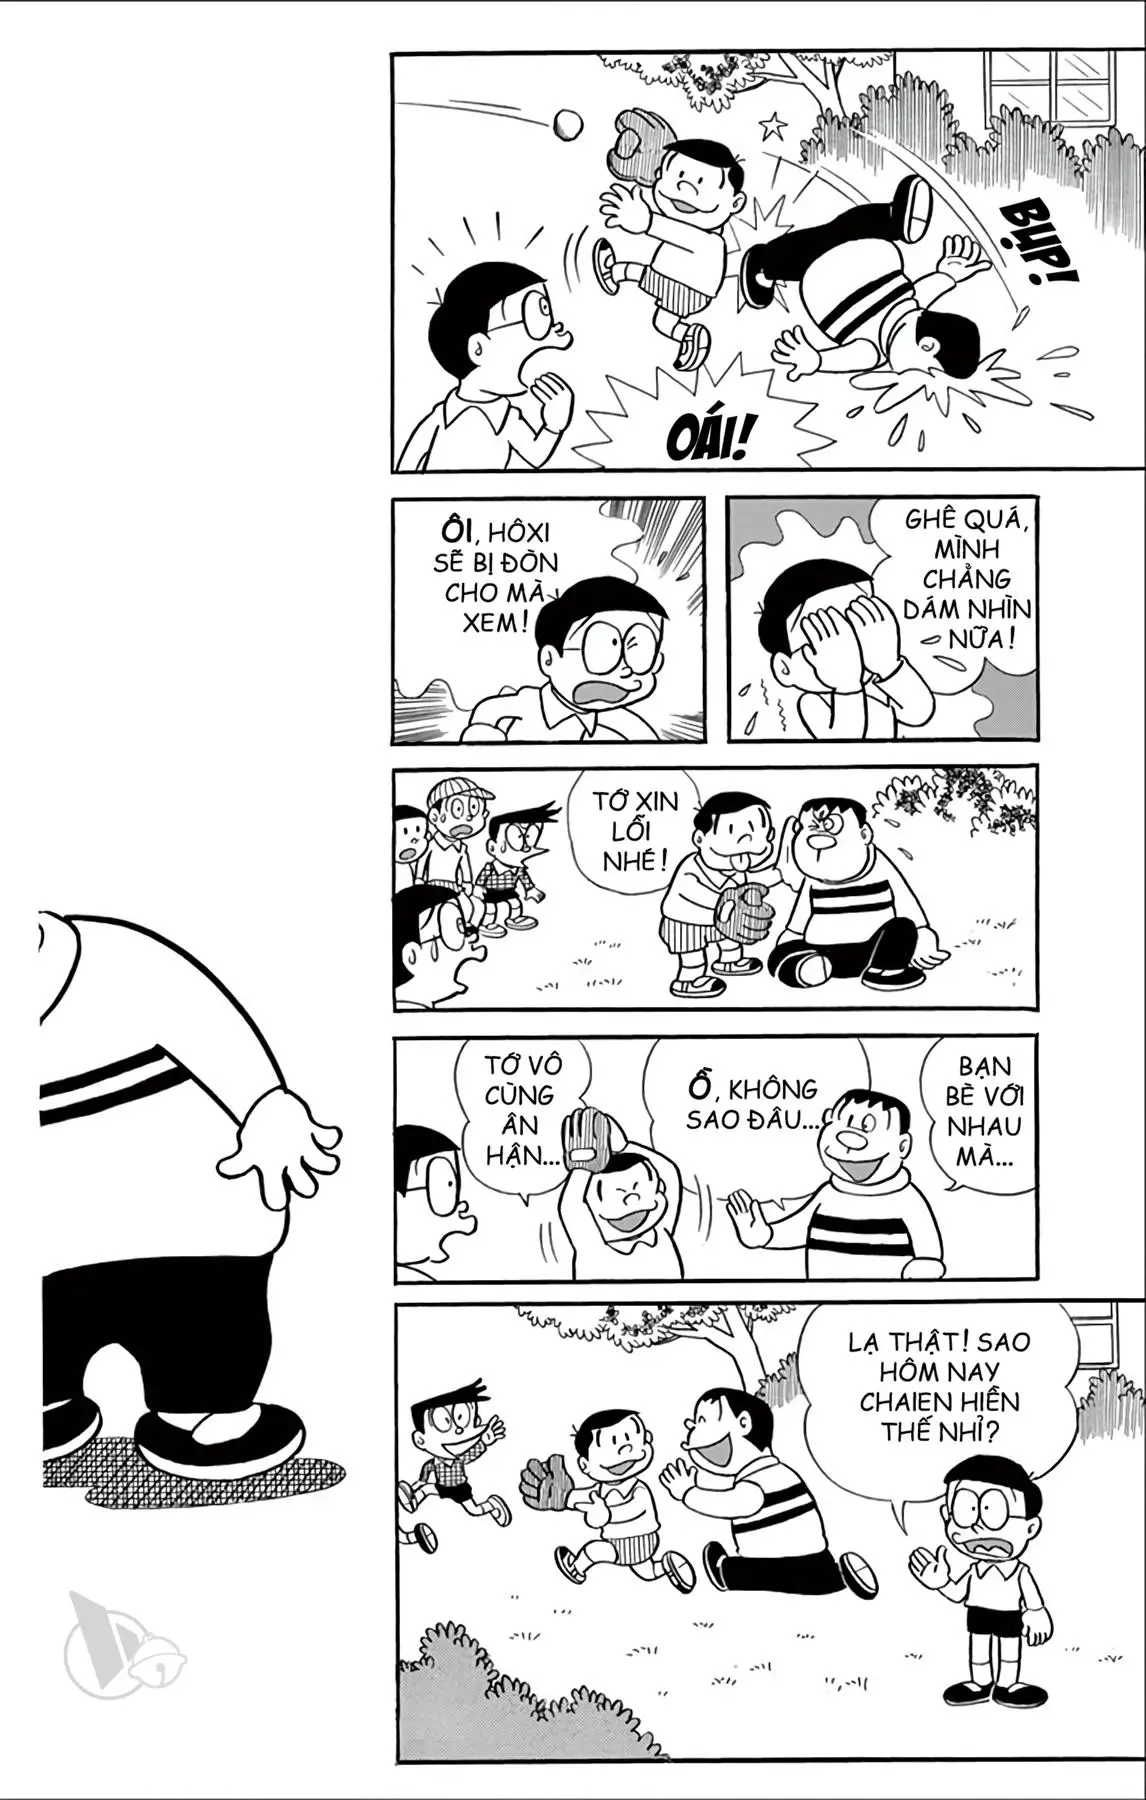 BỤP!
OÁI!
ÔI, HÔXI
SẼ BỊ ĐÒN
CHO MÀ
XEM!
GHÊ QUÁ,
MÌNH
CHẲNG
DÁM NHÌN
NỮA!
TỚ XIN
LỖI
NHÉ!
TỚ VÔ
CÙNG
ÂN
HẬN...
Ồ, KHÔNG
SAO ĐÂU...
BẠN
BÈ VỚI
NHAU
MÀ...
LẠ THẬT! SAO
HÔM NAY
CHAIEN HIỀN
THẾ NHỈ?